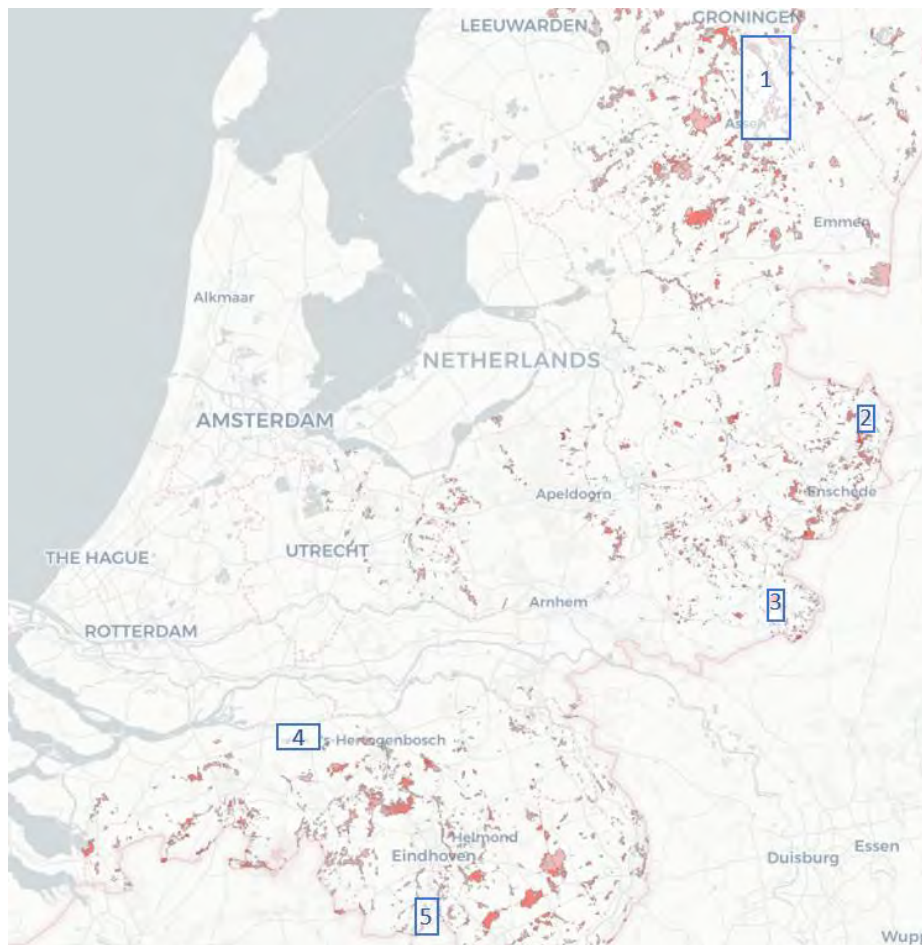 LEEUWARDEN
GRONINGEN
1
Assen
Emmen
Alkmaar
NETHERLANDS
AMSTERDAM
2
Apeldoorn
Enschede
THE HAGUE
UTRECHT
Arnhem
3
ROTTERDAM
4
's-Hertogenbosch
Helmond
Eindhoven
Duisburg
Essen
5
Wupp